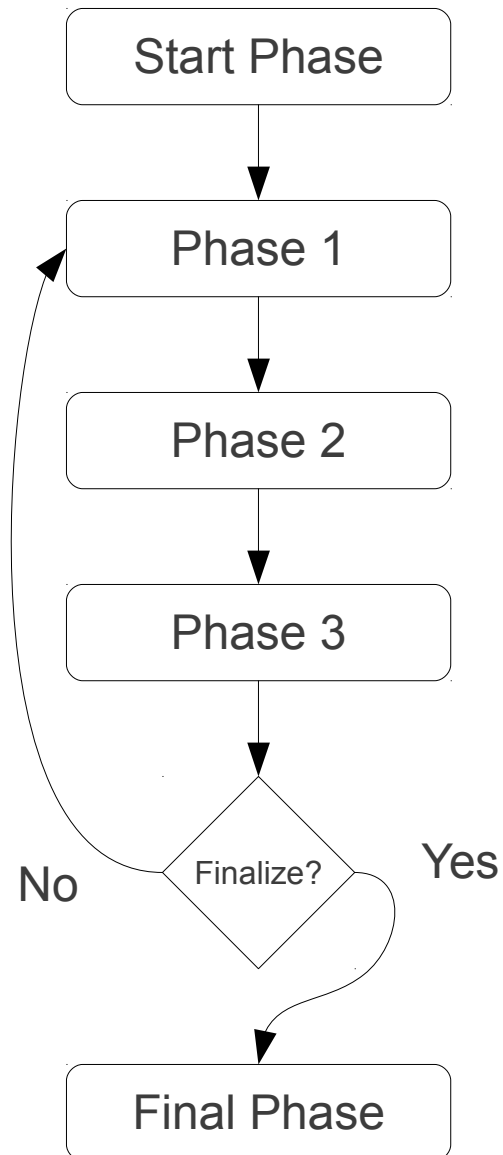 Start Phase
Phase 1
Phase 2
Phase 3
Finalize?
Yes
No
Final Phase